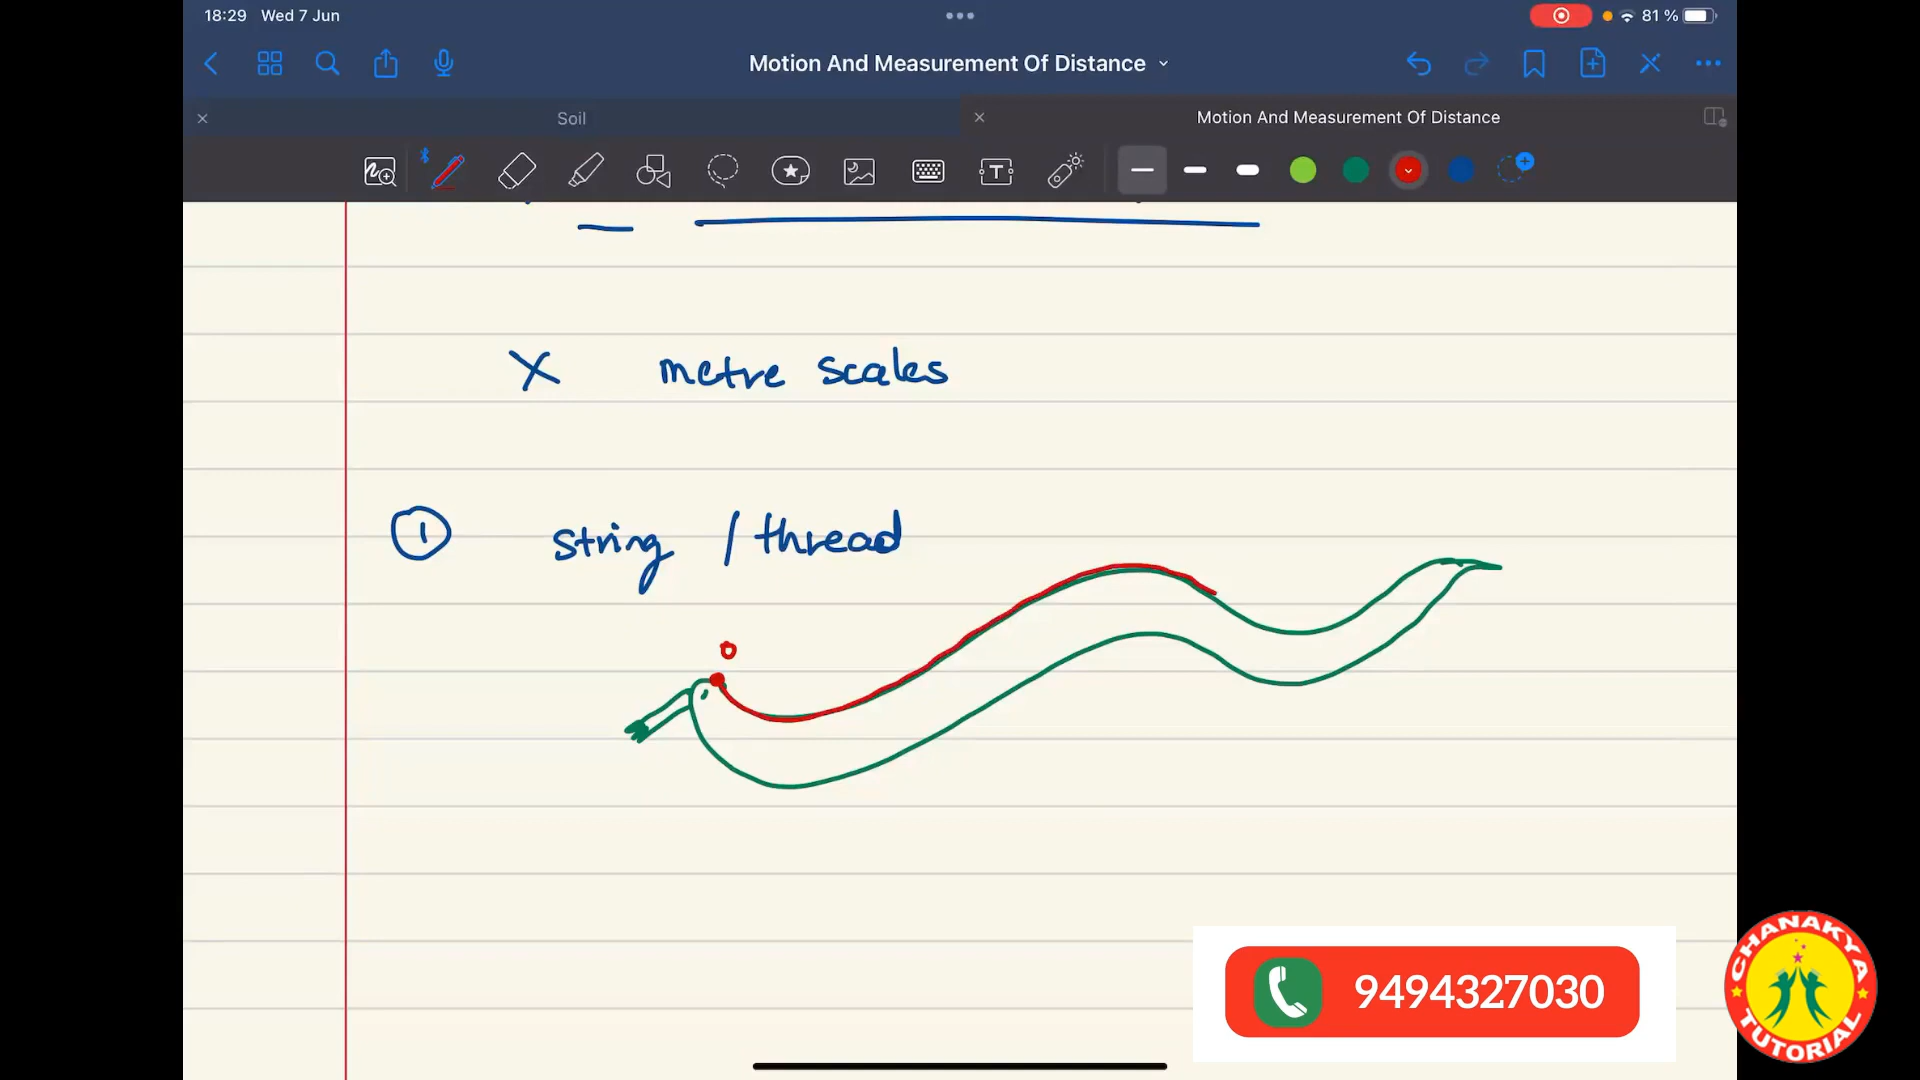 18:29 Wed 7 Jun
81 %
Motion And Measurement Of Distance
Soil
Motion And Measurement Of Distance
T
X metre scales
1 string / thread
0
9494327030
CHANAKYA
TUTORIAL